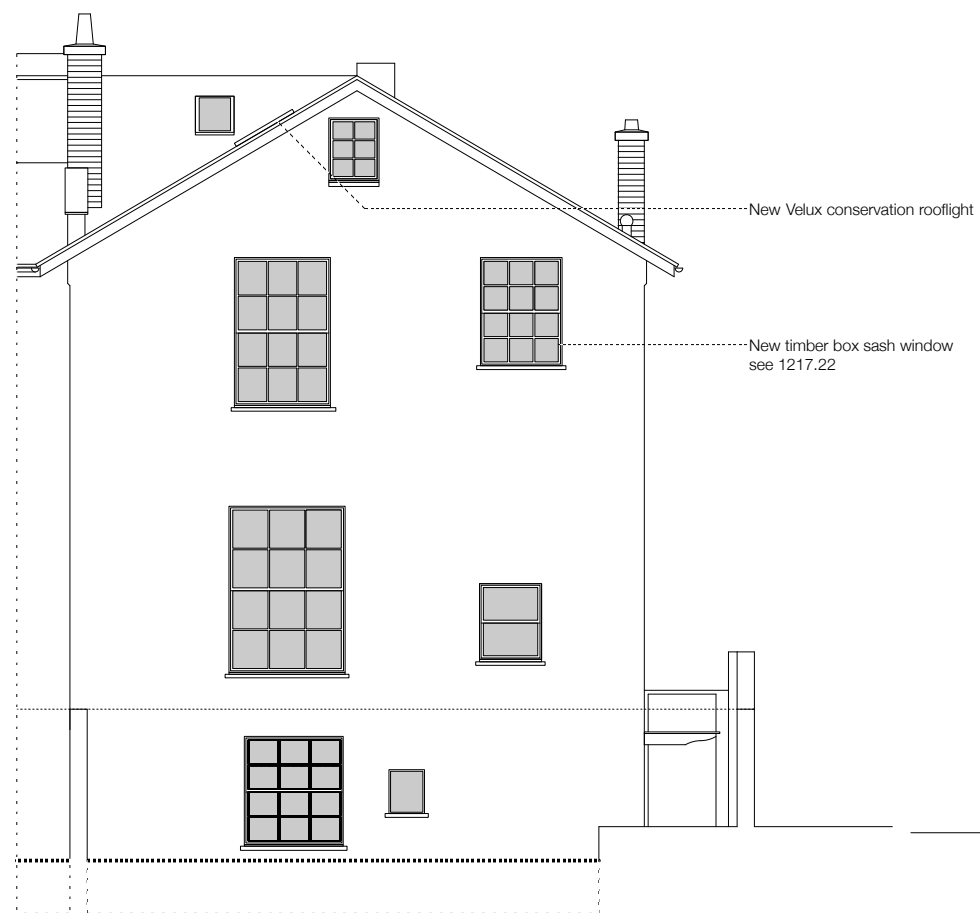 New Velux conservation rooflight
New timber box sash window
see 1217.22